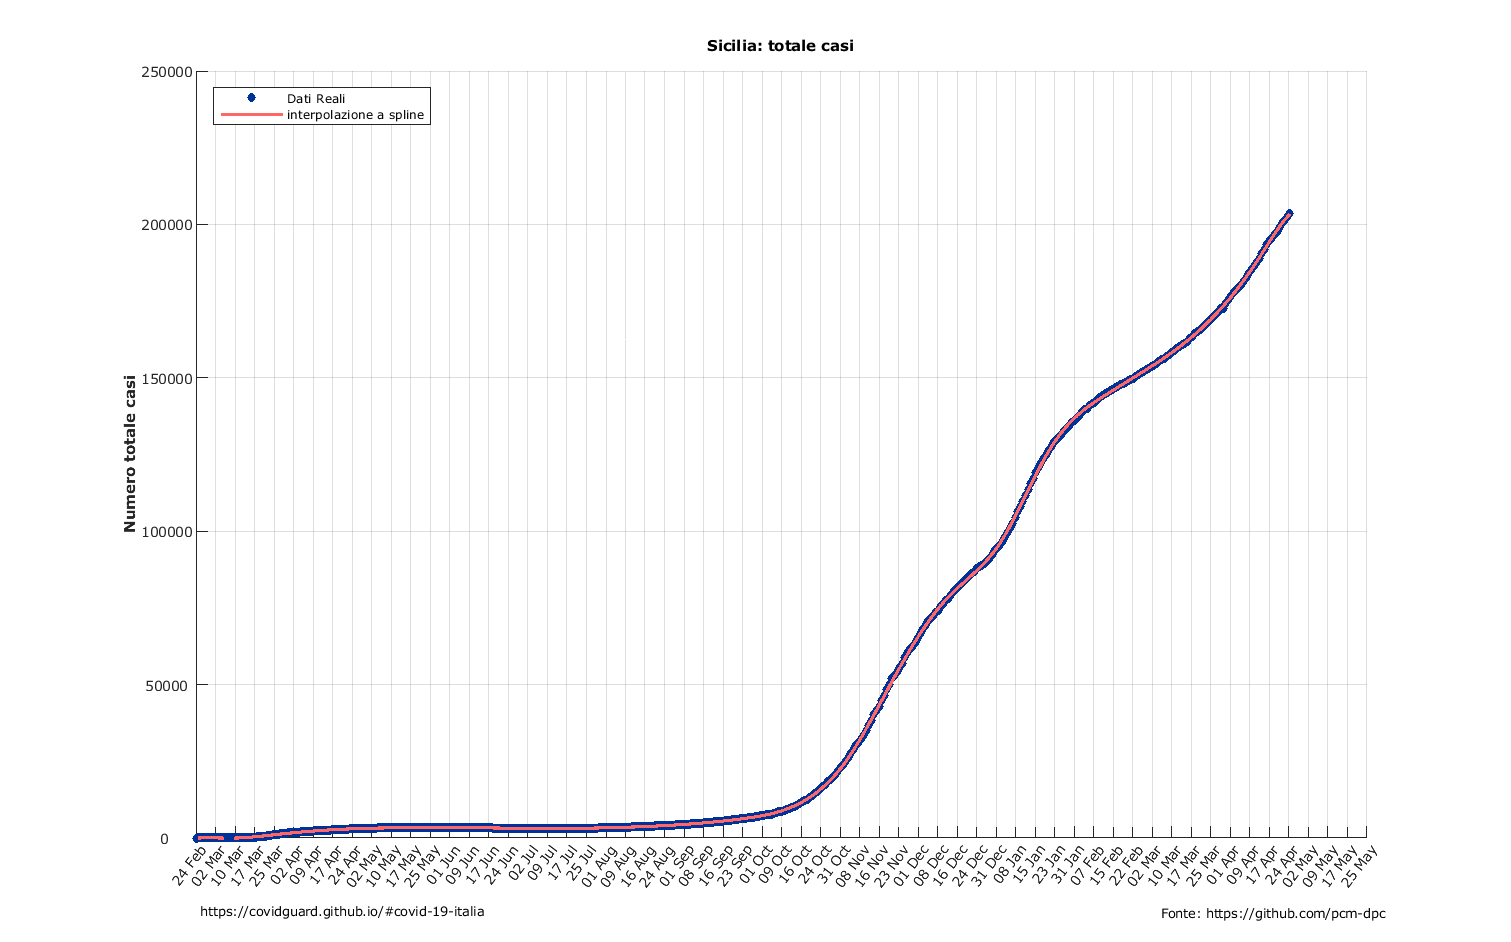 Sicilia: totale casi
250000
200000
150000
100000
50000
0
Numero totale casi
Dati Reali
interpolazione a spline
24 Feb
02 Mar
10 Mar
17 Mar
25 Mar
02 Apr
09 Apr
17 Apr
24 Apr
02 May
10 May
17 May
25 May
01 Jun
09 Jun
17 Jun
24 Jun
02 Jul
09 Jul
17 Jul
25 Jul
01 Aug
09 Aug
16 Aug
24 Aug
01 Sep
08 Sep
16 Sep
23 Sep
01 Oct
09 Oct
16 Oct
24 Oct
31 Oct
08 Nov
16 Nov
23 Nov
01 Dec
08 Dec
16 Dec
24 Dec
31 Dec
08 Jan
15 Jan
23 Jan
31 Jan
07 Feb
15 Feb
22 Feb
02 Mar
10 Mar
17 Mar
25 Mar
01 Apr
09 Apr
17 Apr
24 Apr
02 May
09 May
17 May
25 May
https://covidguard.github.io/#covid-19-italia
Fonte: https://github.com/pcm-dpc